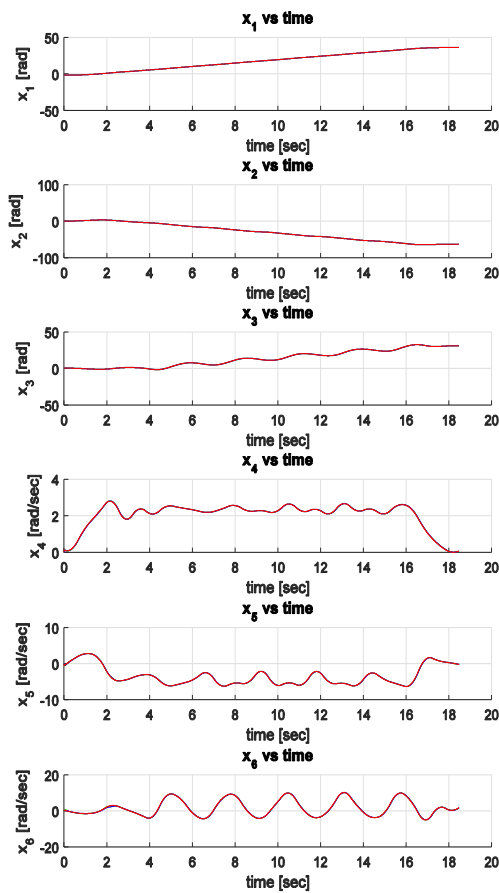 x1 vs time
50
0
-50
x1 [rad]
0 2 4 6 8 10 12 14 16 18 20
time [sec]
x2 vs time
100
0
-100
x2 [rad]
0 2 4 6 8 10 12 14 16 18 20
time [sec]
x3 vs time
50
0
-50
x3 [rad]
0 2 4 6 8 10 12 14 16 18 20
time [sec]
x4 vs time
4
2
0
x4 [rad/sec]
0 2 4 6 8 10 12 14 16 18 20
time [sec]
x5 vs time
10
0
-10
x5 [rad/sec]
0 2 4 6 8 10 12 14 16 18 20
time [sec]
x6 vs time
20
0
-20
x6 [rad/sec]
0 2 4 6 8 10 12 14 16 18 20
time [sec]